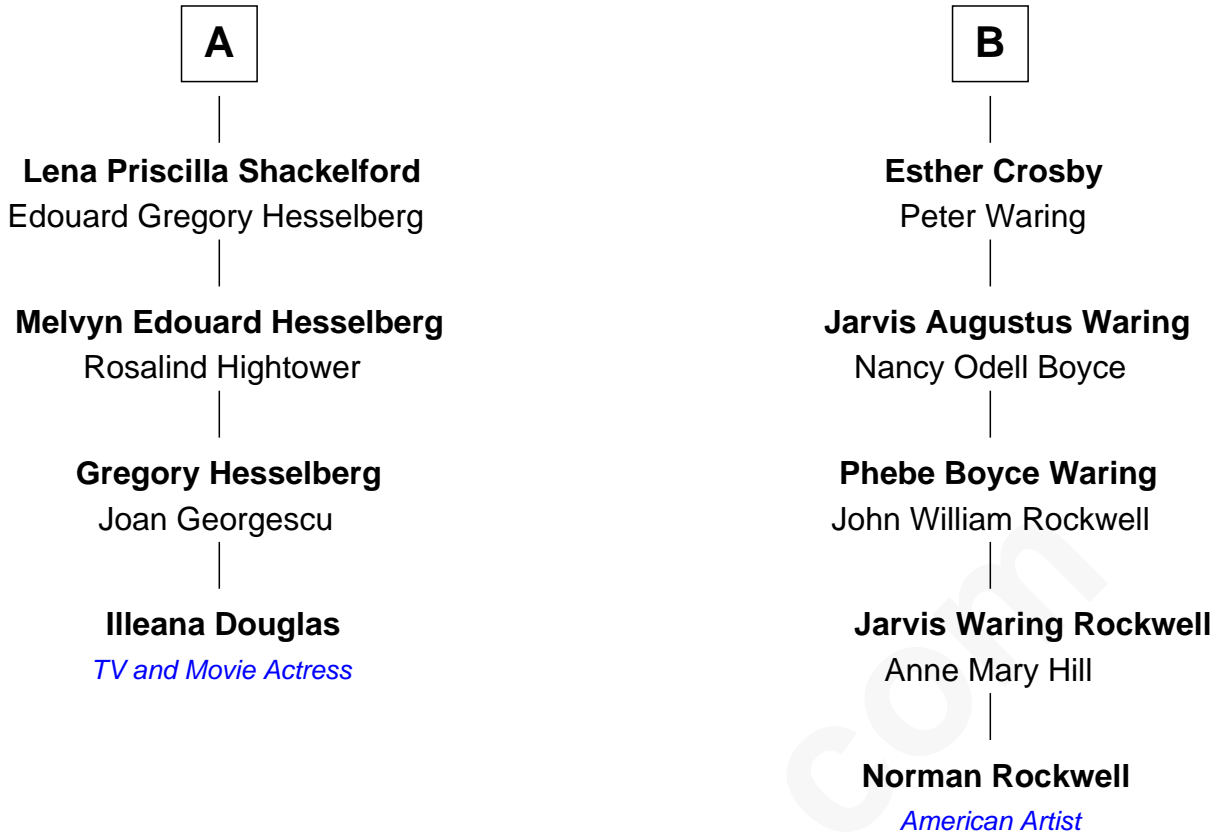 A
Lena Priscilla Shackelford
Edouard Gregory Hesselberg
Melvyn Edouard Hesselberg
Rosalind Hightower
Gregory Hesselberg
Joan Georgescu
Illeana Douglas
TV and Movie Actress
B
Esther Crosby
Peter Waring
Jarvis Augustus Waring
Nancy Odell Boyce
Phebe Boyce Waring
John William Rockwell
Jarvis Waring Rockwell
Anne Mary Hill
Norman Rockwell
American Artist
com